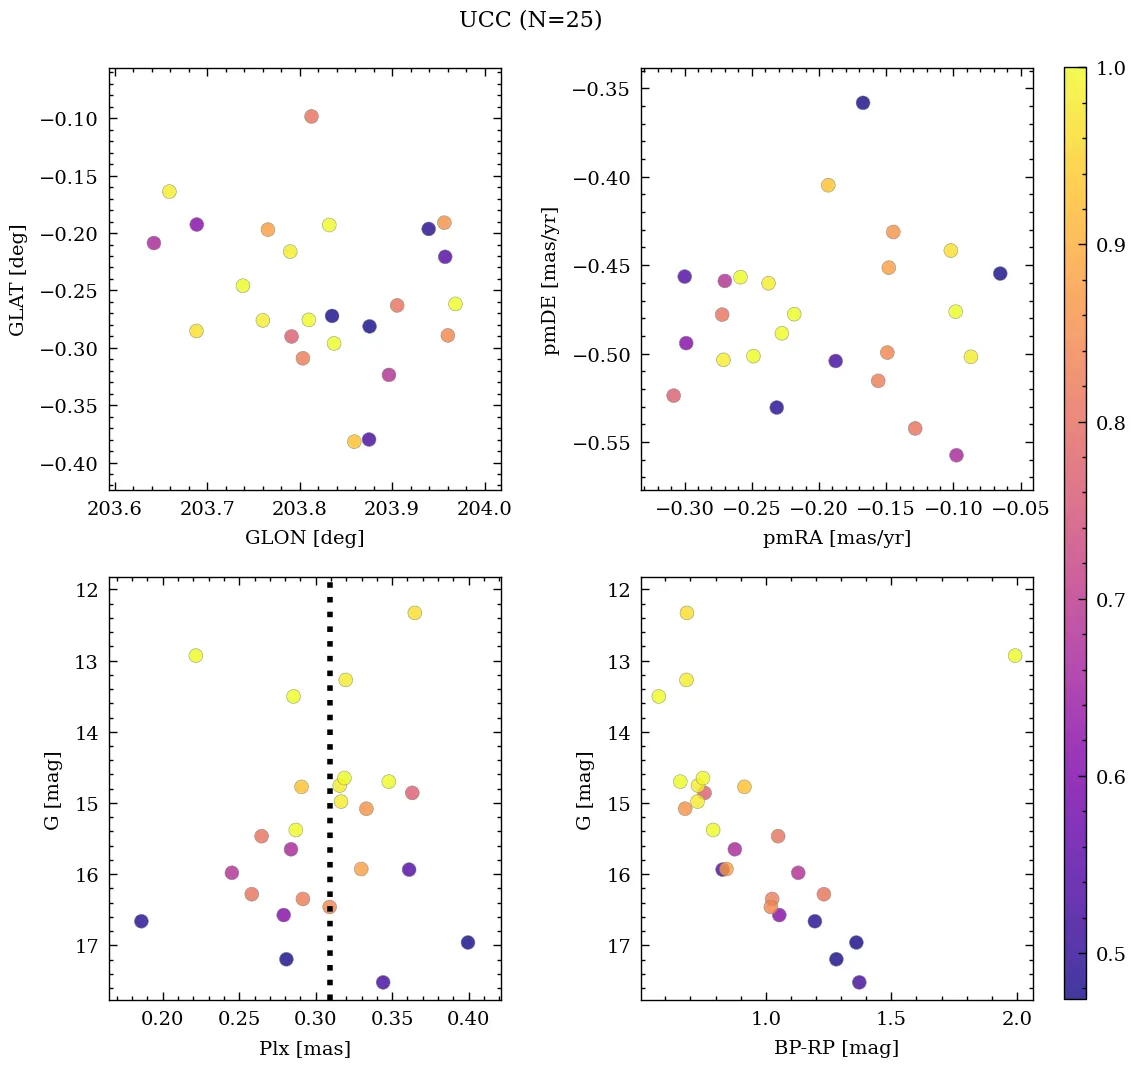 UCC (N=25)
GLAT [deg]
−0.10
−0.15
−0.20
−0.25
−0.30
−0.35
−0.40
203.6 203.7 203.8 203.9 204.0
GLON [deg]
pmDE [mas/yr]
−0.35
−0.40
−0.45
−0.50
−0.55
−0.30 −0.25 −0.20 −0.15 −0.10 −0.05
pmRA [mas/yr]
G [mag]
12
13
14
15
16
17
0.20 0.25 0.30 0.35 0.40
Plx [mas]
G [mag]
12
13
14
15
16
17
1.0 1.5 2.0
BP-RP [mag]
1.0
0.9
0.8
0.7
0.6
0.5